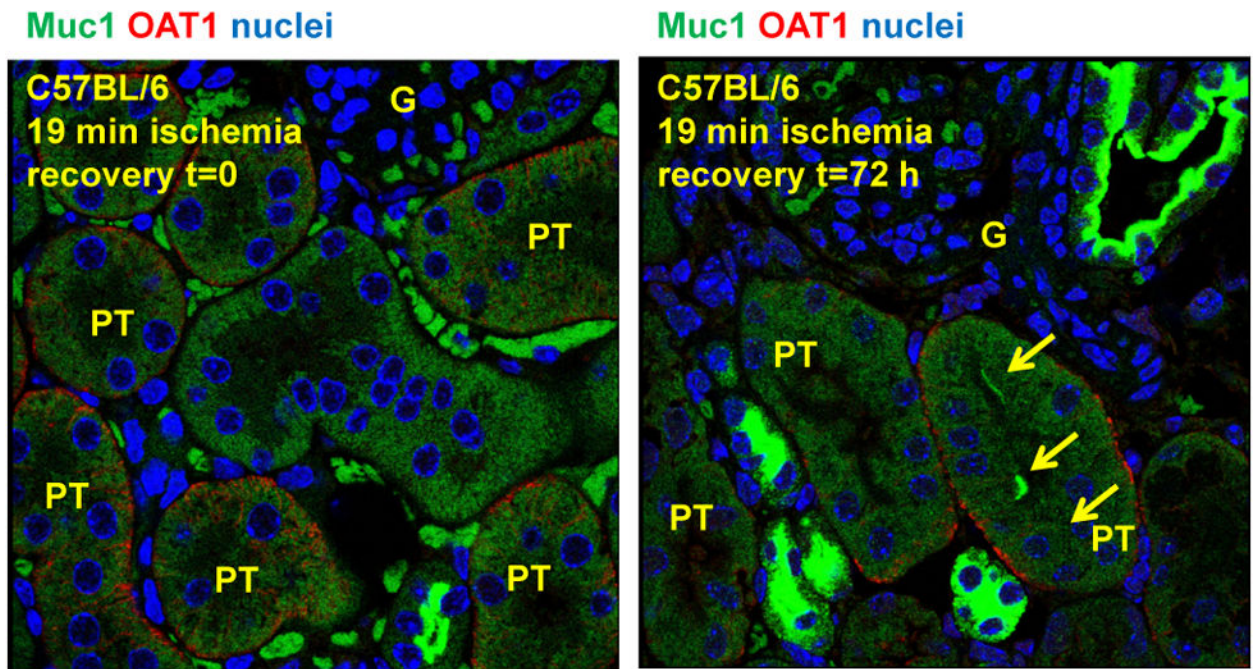 Muc1 OAT1 nuclei
C57BL/6
19 min ischemia
recovery t=0
G
PT
PT
PT
PT
PT
Muc1 OAT1 nuclei
C57BL/6
19 min ischemia
recovery t=72 h
G
PT
PT
PT